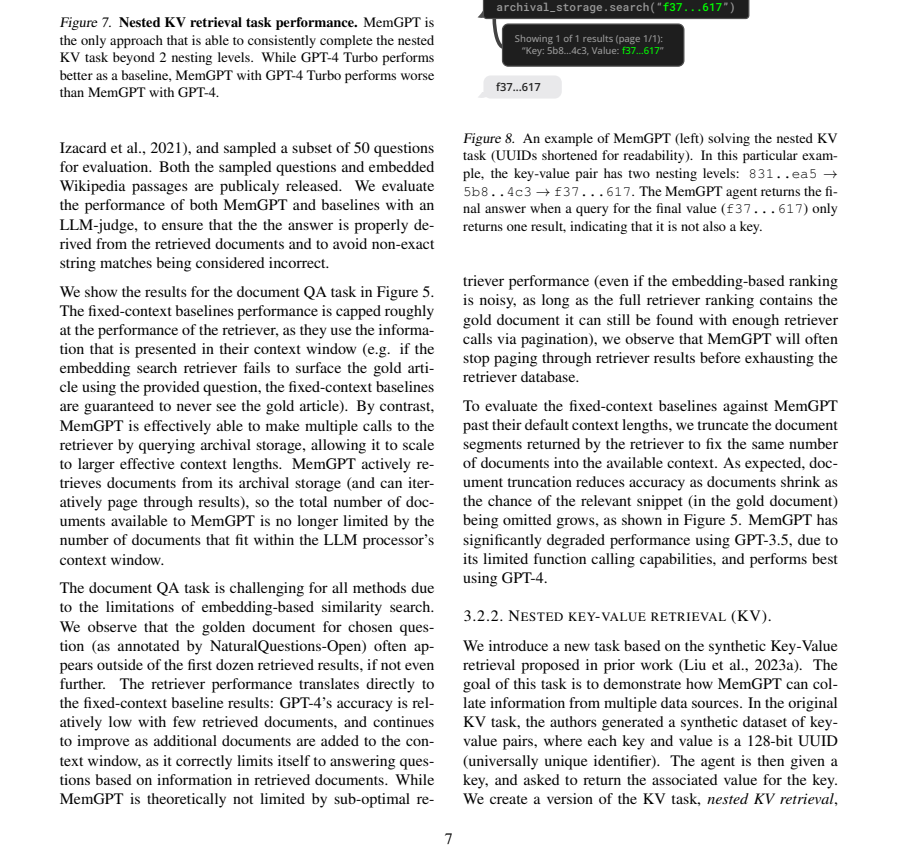 Figure 7. Nested KV retrieval task performance. MemGPT is
the only approach that is able to consistently complete the nested
KV task beyond 2 nesting levels. While GPT-4 Turbo performs
better as a baseline, MemGPT with GPT-4 Turbo performs worse
than MemGPT with GPT-4.
Izacard et al., 2021), and sampled a subset of 50 questions
for evaluation. Both the sampled questions and embedded
Wikipedia passages are publicaly released. We evaluate
the performance of both MemGPT and baselines with an
LLM-judge, to ensure that the the answer is properly de-
rived from the retrieved documents and to avoid non-exact
string matches being considered incorrect.
We show the results for the document QA task in Figure 5.
The fixed-context baselines performance is capped roughly
at the performance of the retriever, as they use the informa-
tion that is presented in their context window (e.g. if the
embedding search retriever fails to surface the gold arti-
cle using the provided question, the fixed-context baselines
are guaranteed to never see the gold article). By contrast,
MemGPT is effectively able to make multiple calls to the
retriever by querying archival storage, allowing it to scale
to larger effective context lengths. MemGPT actively re-
trieves documents from its archival storage (and can iter-
atively page through results), so the total number of doc-
uments available to MemGPT is no longer limited by the
number of documents that fit within the LLM processor's
context window.
The document QA task is challenging for all methods due
to the limitations of embedding-based similarity search.
We observe that the golden document for chosen ques-
tion (as annotated by NaturalQuestions-Open) often ap-
pears outside of the first dozen retrieved results, if not even
further. The retriever performance translates directly to
the fixed-context baseline results: GPT-4's accuracy is rel-
atively low with few retrieved documents, and continues
to improve as additional documents are added to the con-
text window, as it correctly limits itself to answering ques-
tions based on information in retrieved documents. While
MemGPT is theoretically not limited by sub-optimal re-
archival_storage.search("f37...617")
Showing 1 of 1 results (page 1/1):
"Key: 5b8...4c3, Value: f37...617"
f37...617
Figure 8. An example of MemGPT (left) solving the nested KV
task (UUIDs shortened for readability). In this particular exam-
ple, the key-value pair has two nesting levels: 831..ea5 →
5b8..4c3 → f37...617. The MemGPT agent returns the fi-
nal answer when a query for the final value (f37...617) only
returns one result, indicating that it is not also a key.
triever performance (even if the embedding-based ranking
is noisy, as long as the full retriever ranking contains the
gold document it can still be found with enough retriever
calls via pagination), we observe that MemGPT will often
stop paging through retriever results before exhausting the
retriever database.
To evaluate the fixed-context baselines against MemGPT
past their default context lengths, we truncate the document
segments returned by the retriever to fix the same number
of documents into the available context. As expected, doc-
ument truncation reduces accuracy as documents shrink as
the chance of the relevant snippet (in the gold document)
being omitted grows, as shown in Figure 5. MemGPT has
significantly degraded performance using GPT-3.5, due to
its limited function calling capabilities, and performs best
using GPT-4.
3.2.2. NESTED KEY-VALUE RETRIEVAL (KV).
We introduce a new task based on the synthetic Key-Value
retrieval proposed in prior work (Liu et al., 2023a). The
goal of this task is to demonstrate how MemGPT can col-
late information from multiple data sources. In the original
KV task, the authors generated a synthetic dataset of key-
value pairs, where each key and value is a 128-bit UUID
(universally unique identifier). The agent is then given a
key, and asked to return the associated value for the key.
We create a version of the KV task, nested KV retrieval,
7